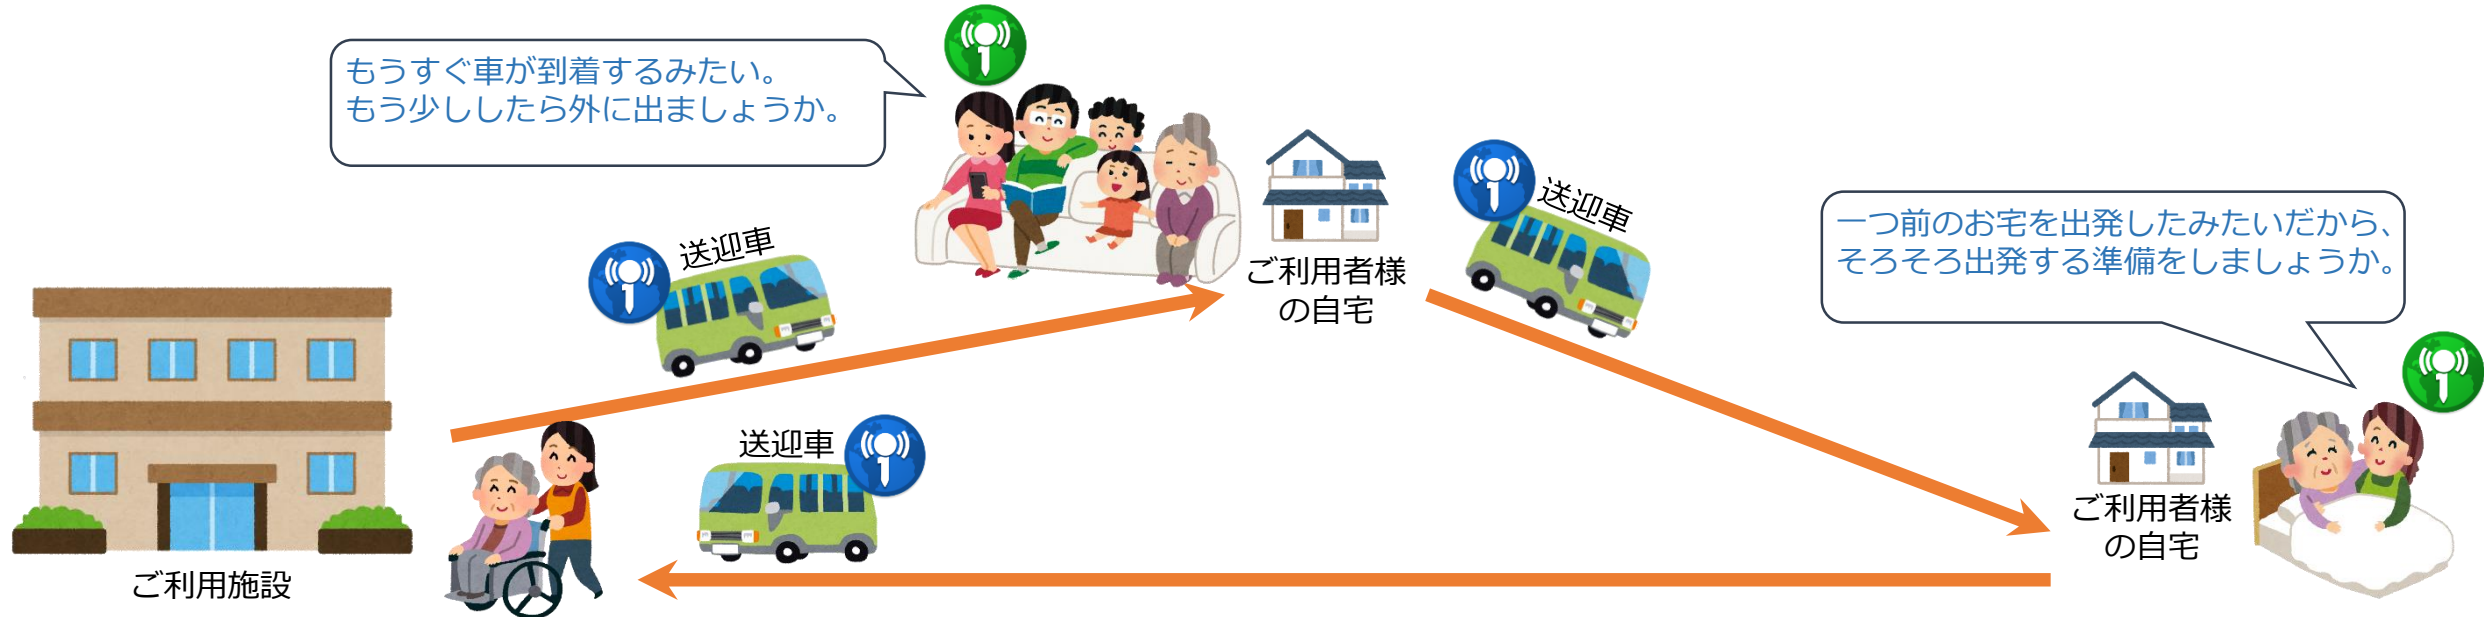 もうすぐ車が到着するみたい。
もう少ししたら外に出ましょうか。
送迎車
ご利用者様
の自宅
送迎車
一つ前のお宅を出発したみたいだから、
そろそろ出発する準備をしましょうか。
ご利用者様
の自宅
送迎車
ご利用施設